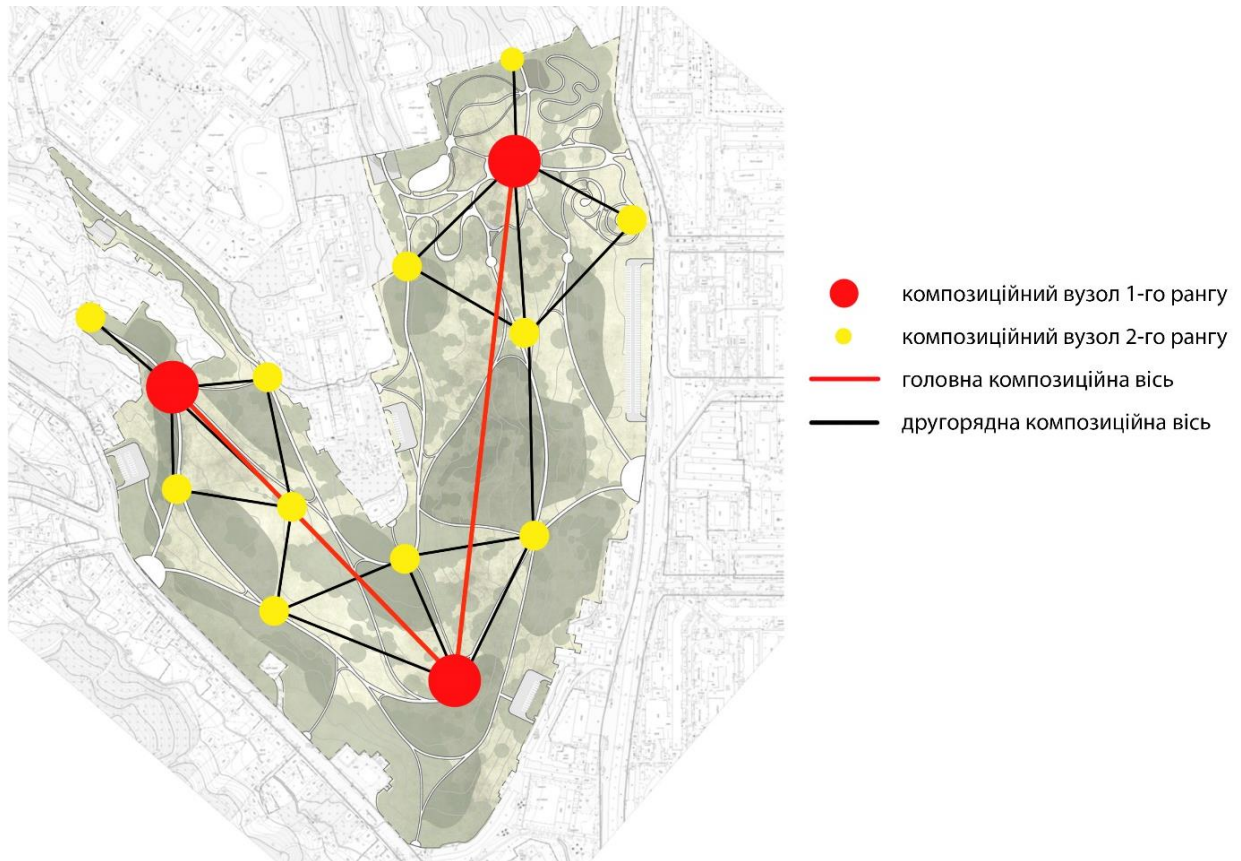 композиційний вузол 1-го рангу
композиційний вузол 2-го рангу
головна композиційна вісь
другорядна композиційна вісь